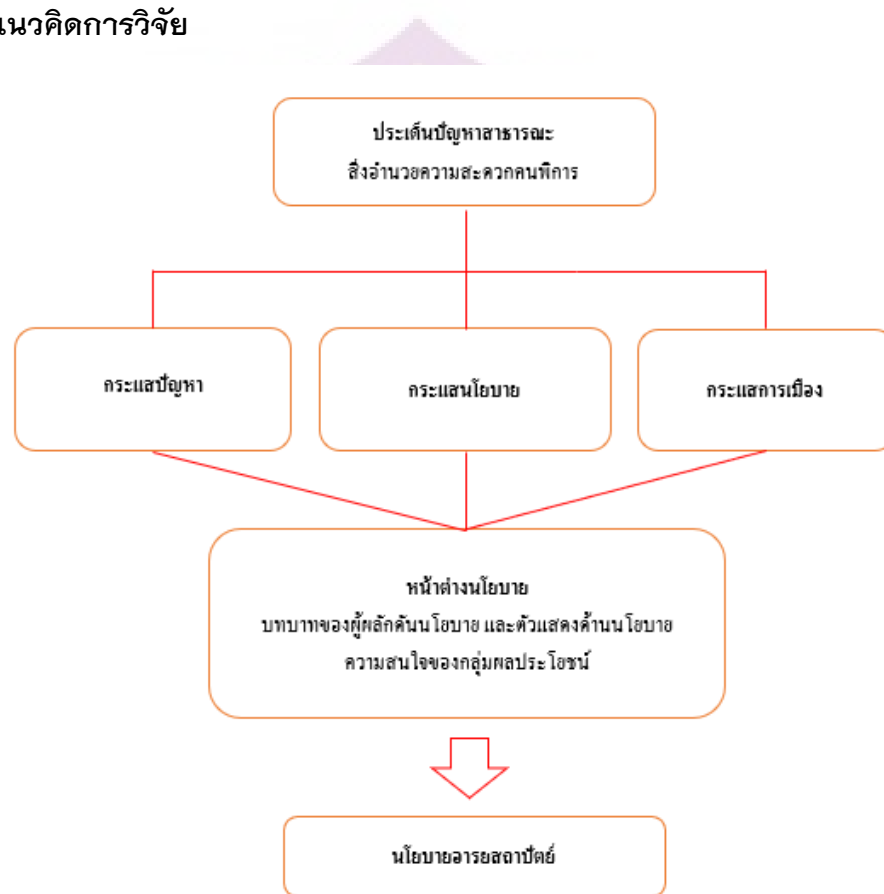 แนวคิดการวิจัย
ประเด็นปัญหาสาธารณะ
สิ่งอำนวยความสะดวกคนพิการ
กระแสปัญหา
กระแสนโยบาย
กระแสการเมือง
หน้าต่างนโยบาย
บทบาทของผู้ผลักดันนโยบาย และตัวแสดงด้านนโยบาย
ความสนใจของกลุ่มผลประโยชน์
นโยบายอารยสถาปัตย์